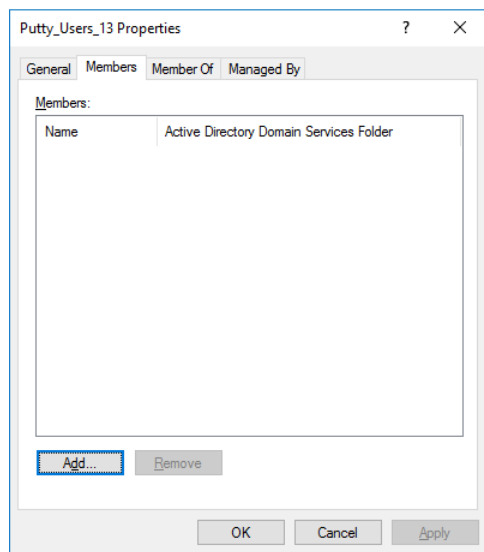 Putty_Users_13 Properties ? ×
General Members Member Of Managed By
Members:
Name Active Directory Domain Services Folder
Add... Remove
OK Cancel Apply